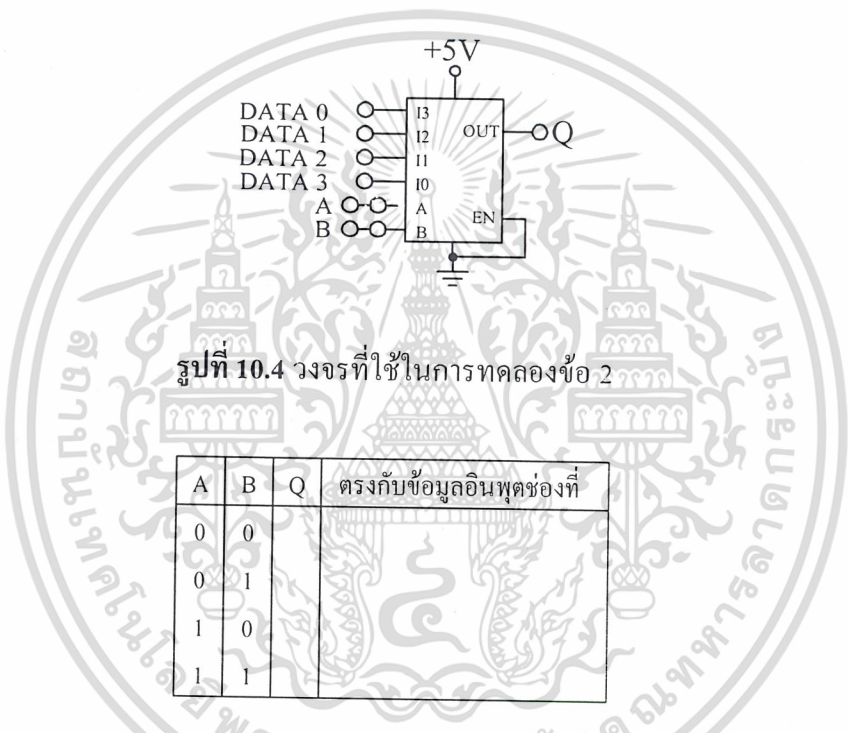 +5V
DATA 0 I3
DATA 1 I2 OUT Q
DATA 2 I1
DATA 3 I0
A A EN
B B
รูปที่ 10.4 วงจรที่ใช้ในการทดลองข้อ 2
A B Q ตรงกับข้อมูลอินพุตช่องที่
0 0
0 1
1 0
1 1